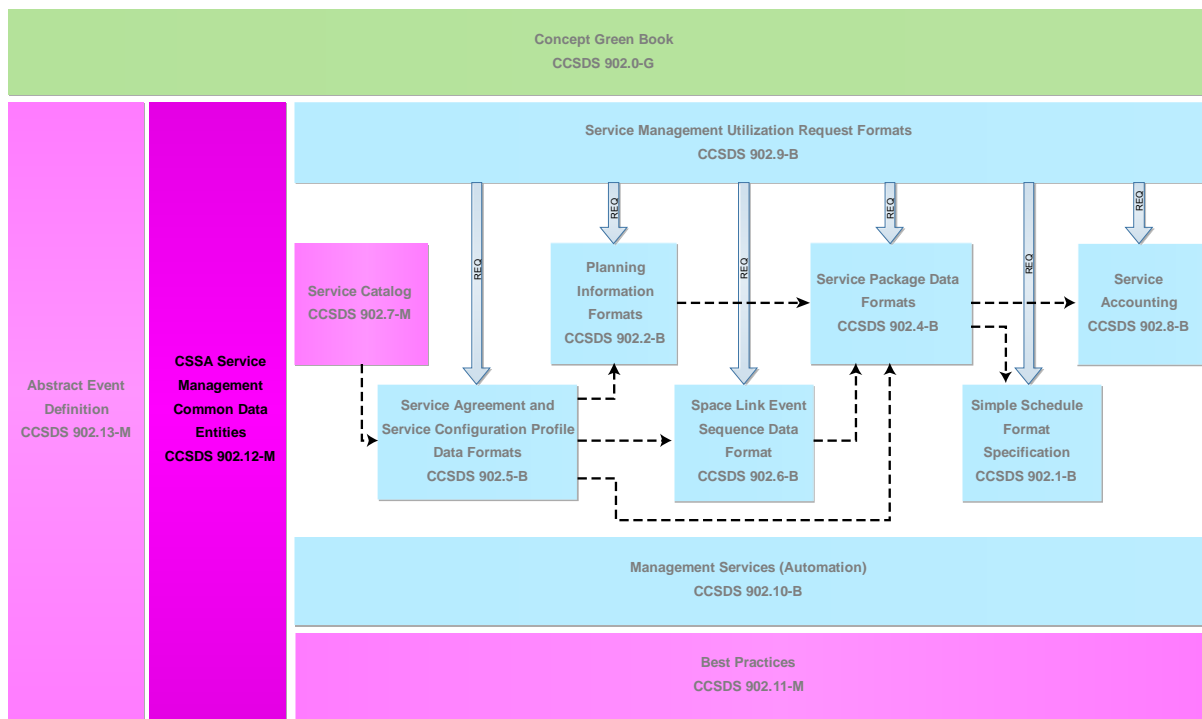 Concept Green Book
CCSDS 902.0-G
Service Management Utilization Request Formats
CCSDS 902.9-B
REQ
REQ
REQ
REQ
REQ
REQ
Service Catalog
CCSDS 902.7-M
Planning
Information
Formats
CCSDS 902.2-B
Service Package Data
Formats
CCSDS 902.4-B
Service
Accounting
CCSDS 902.8-B
Abstract Event
Definition
CCSDS 902.13-M
CSSA Service
Management
Common Data
Entities
CCSDS 902.12-M
Service Agreement and
Service Configuration Profile
Data Formats
CCSDS 902.5-B
Space Link Event
Sequence Data
Format
CCSDS 902.6-B
Simple Schedule
Format
Specification
CCSDS 902.1-B
Management Services (Automation)
CCSDS 902.10-B
Best Practices
CCSDS 902.11-M